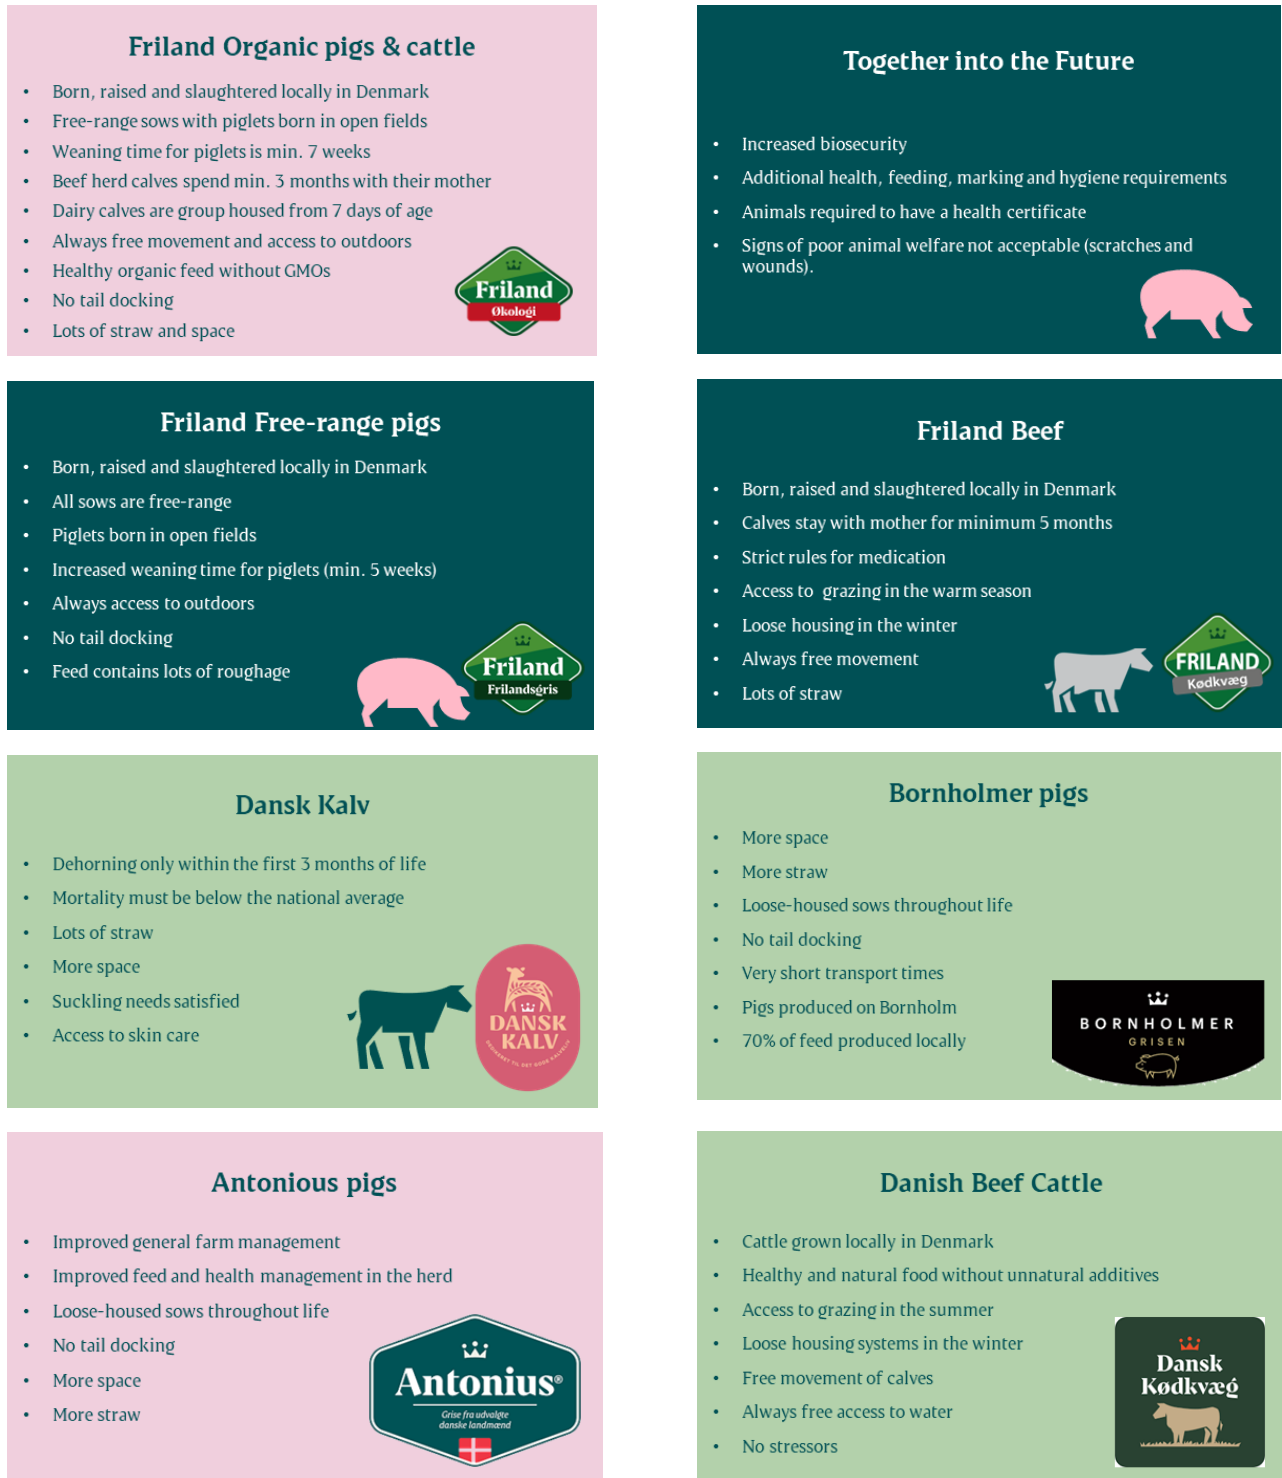 Friland Organic pigs & cattle
• Born, raised and slaughtered locally in Denmark
• Free-range sows with piglets born in open fields
• Weaning time for piglets is min. 7 weeks
• Beef herd calves spend min. 3 months with their mother
• Dairy calves are group housed from 7 days of age
• Always free movement and access to outdoors
• Healthy organic feed without GMOs
• No tail docking
• Lots of straw and space
Friland
Økologi
Together into the Future
• Increased biosecurity
• Additional health, feeding, marking and hygiene requirements
• Animals required to have a health certificate
• Signs of poor animal welfare not acceptable (scratches and
wounds).
Friland Free-range pigs
• Born, raised and slaughtered locally in Denmark
• All sows are free-range
• Piglets born in open fields
• Increased weaning time for piglets (min. 5 weeks)
• Always access to outdoors
• No tail docking
• Feed contains lots of roughage
Friland
Frilandsgris
Friland Beef
• Born, raised and slaughtered locally in Denmark
• Calves stay with mother for minimum 5 months
• Strict rules for medication
• Access to grazing in the warm season
• Loose housing in the winter
• Always free movement
• Lots of straw
FRILAND
Kødkvæg
Dansk Kalv
• Dehorning only within the first 3 months of life
• Mortality must be below the national average
• Lots of straw
• More space
• Suckling needs satisfied
• Access to skin care
DANSK
KALV
Bornholmer pigs
• More space
• More straw
• Loose-housed sows throughout life
• No tail docking
• Very short transport times
• Pigs produced on Bornholm
• 70% of feed produced locally
BORNHOLMER
GRISEN
Antonious pigs
• Improved general farm management
• Improved feed and health management in the herd
• Loose-housed sows throughout life
• No tail docking
• More space
• More straw
Antonius®
Grise fra udvalgte
danske landmænd
Danish Beef Cattle
• Cattle grown locally in Denmark
• Healthy and natural food without unnatural additives
• Access to grazing in the summer
• Loose housing systems in the winter
• Free movement of calves
• Always free access to water
• No stressors
Dansk
Kødkvæg